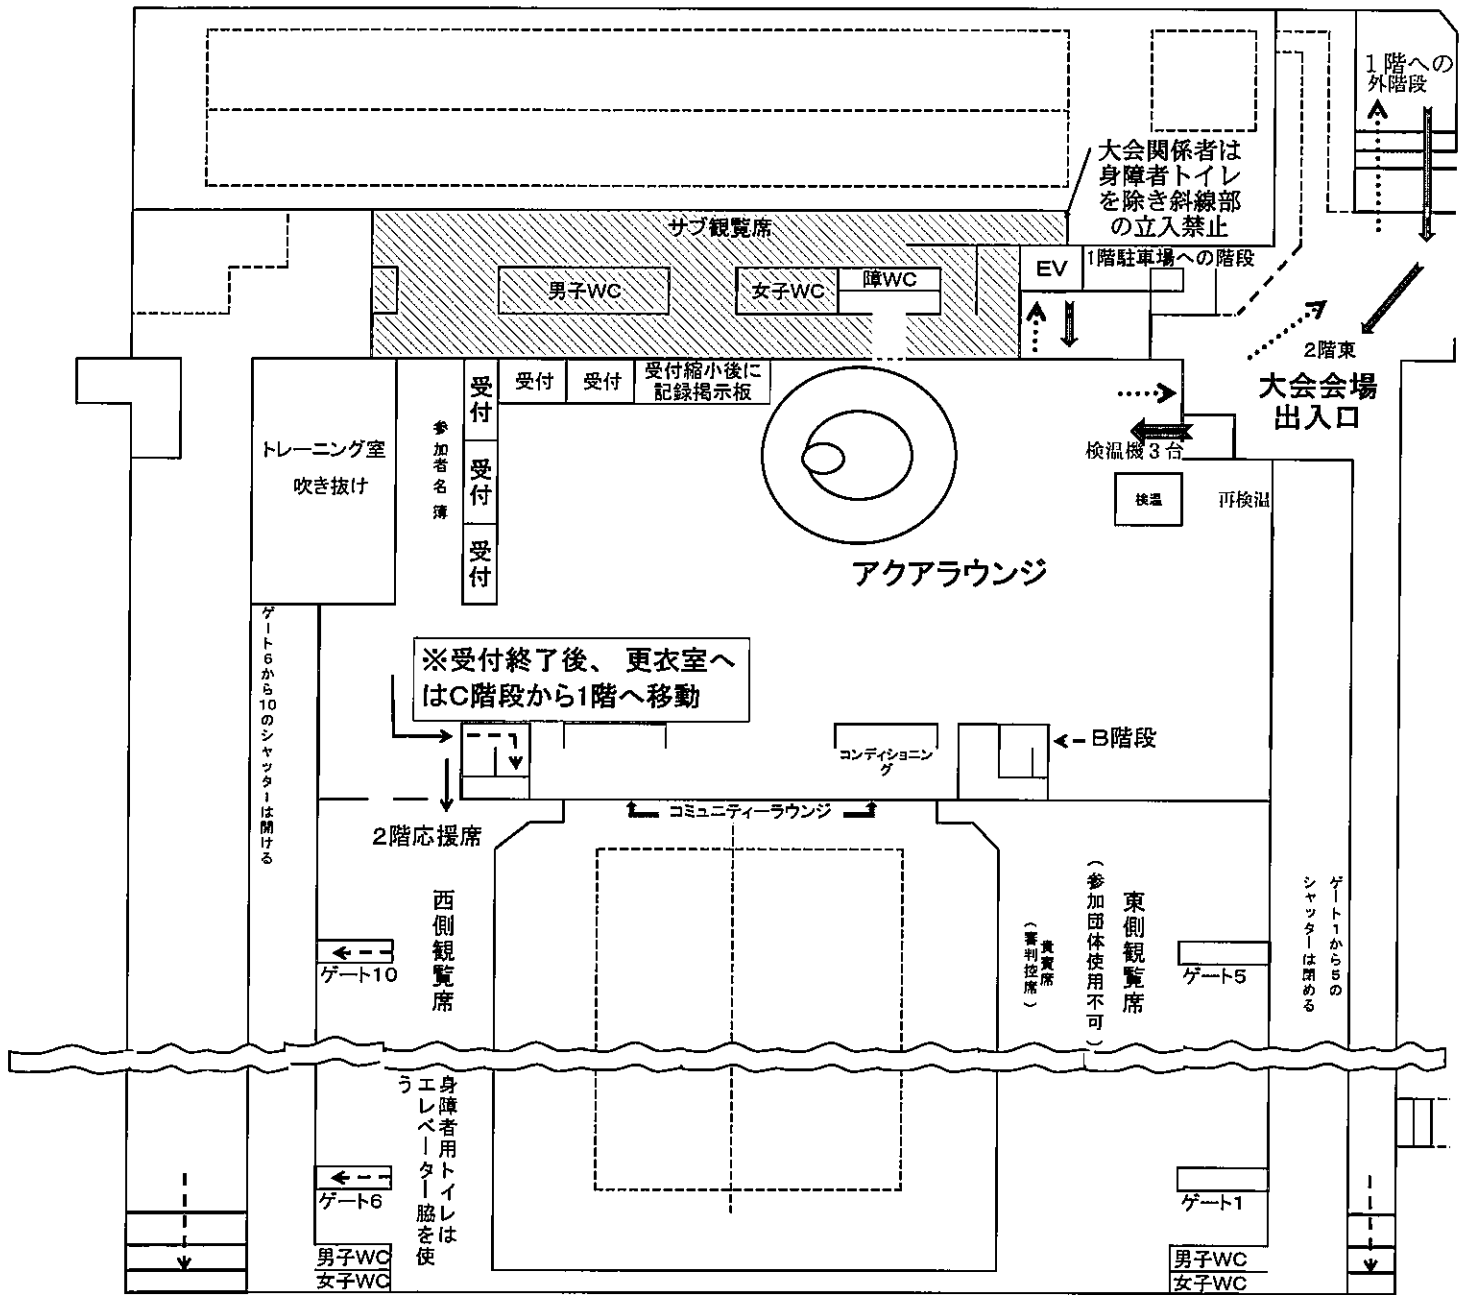 1階への
外階段
大会関係者は
身障者トイレ
を除き斜線部
の立入禁止
サブ観覧席
EV
1階駐車場への階段
男子WC
女子WC
障WC
2階東
大会会場
出入口
受付
受付
受付
受付縮小後に
記録掲示板
参加者名簿
トレーニング室
吹き抜け
受付
受付
検温機3台
検温
再検温
アクアラウンジ
ゲート6から10のシャッターは開ける
※受付終了後、 更衣室へ
はC階段から1階へ移動
B階段
コンディショニン
グ
コミュニティーラウンジ
2階応援席
西側観覧席
東側観覧席
(参加団体使用不可)
貴賓席
(審判控席)
ゲート1から5の
シャッターは閉める
ゲート10
ゲート5
身障者用トイレは
エレベーター脇を使
う
ゲート6
ゲート1
男子WC
女子WC
男子WC
女子WC